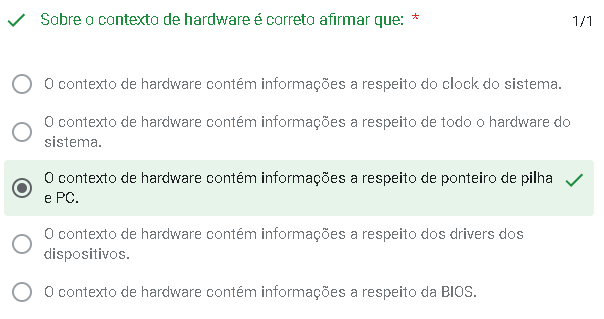 Sobre o contexto de hardware é correto afirmar que: *
1/1
O contexto de hardware contém informações a respeito do clock do sistema.
O contexto de hardware contém informações a respeito de todo o hardware do
sistema.
O contexto de hardware contém informações a respeito de ponteiro de pilha
e PC.
O contexto de hardware contém informações a respeito dos drivers dos
dispositivos.
O contexto de hardware contém informações a respeito da BIOS.